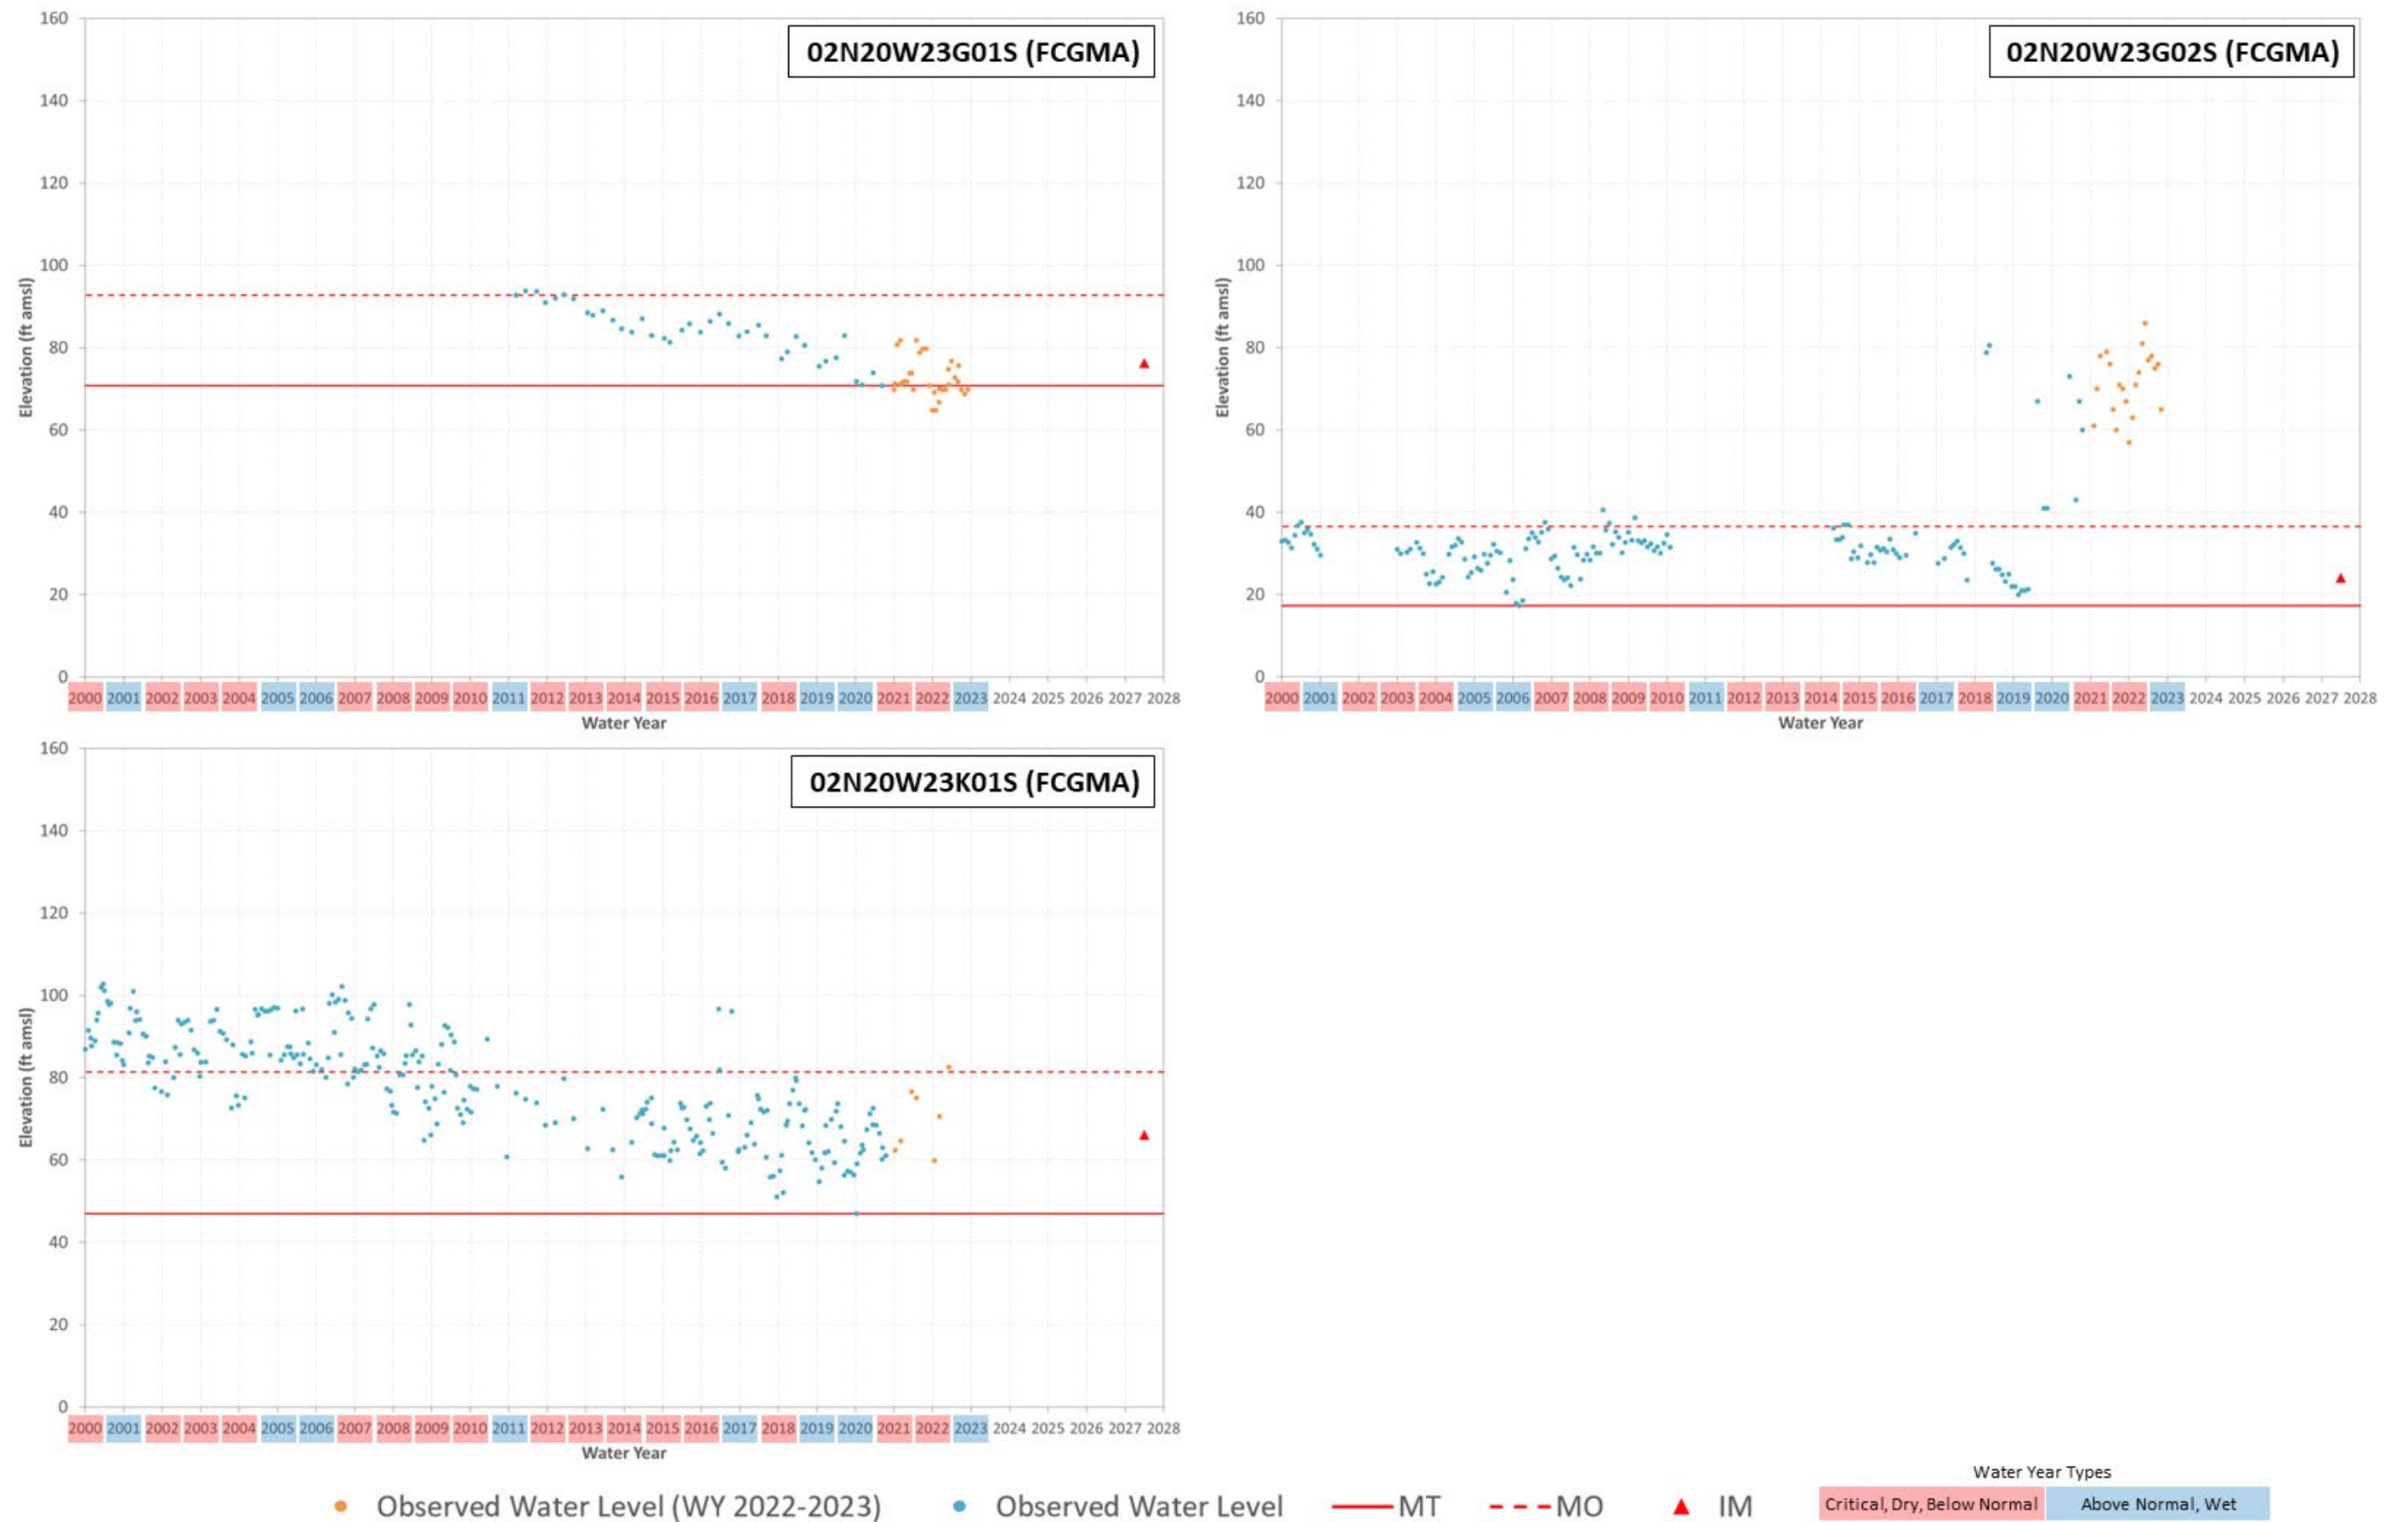 02N20W23G01S (FCGMA)
160
140
120
100
80
60
40
20
0
Elevation (ft amsl)
2000 2001 2002 2003 2004 2005 2006 2007 2008 2009 2010 2011 2012 2013 2014 2015 2016 2017 2018 2019 2020 2021 2022 2023 2024 2025 2026 2027 2028
Water Year
02N20W23G02S (FCGMA)
160
140
120
100
80
60
40
20
0
Elevation (ft amsl)
2000 2001 2002 2003 2004 2005 2006 2007 2008 2009 2010 2011 2012 2013 2014 2015 2016 2017 2018 2019 2020 2021 2022 2023 2024 2025 2026 2027 2028
Water Year
02N20W23K01S (FCGMA)
160
140
120
100
80
60
40
20
0
Elevation (ft amsl)
2000 2001 2002 2003 2004 2005 2006 2007 2008 2009 2010 2011 2012 2013 2014 2015 2016 2017 2018 2019 2020 2021 2022 2023 2024 2025 2026 2027 2028
Water Year
Observed Water Level (WY 2022-2023) Observed Water Level MT MO IM
Water Year Types
Critical, Dry, Below Normal Above Normal, Wet